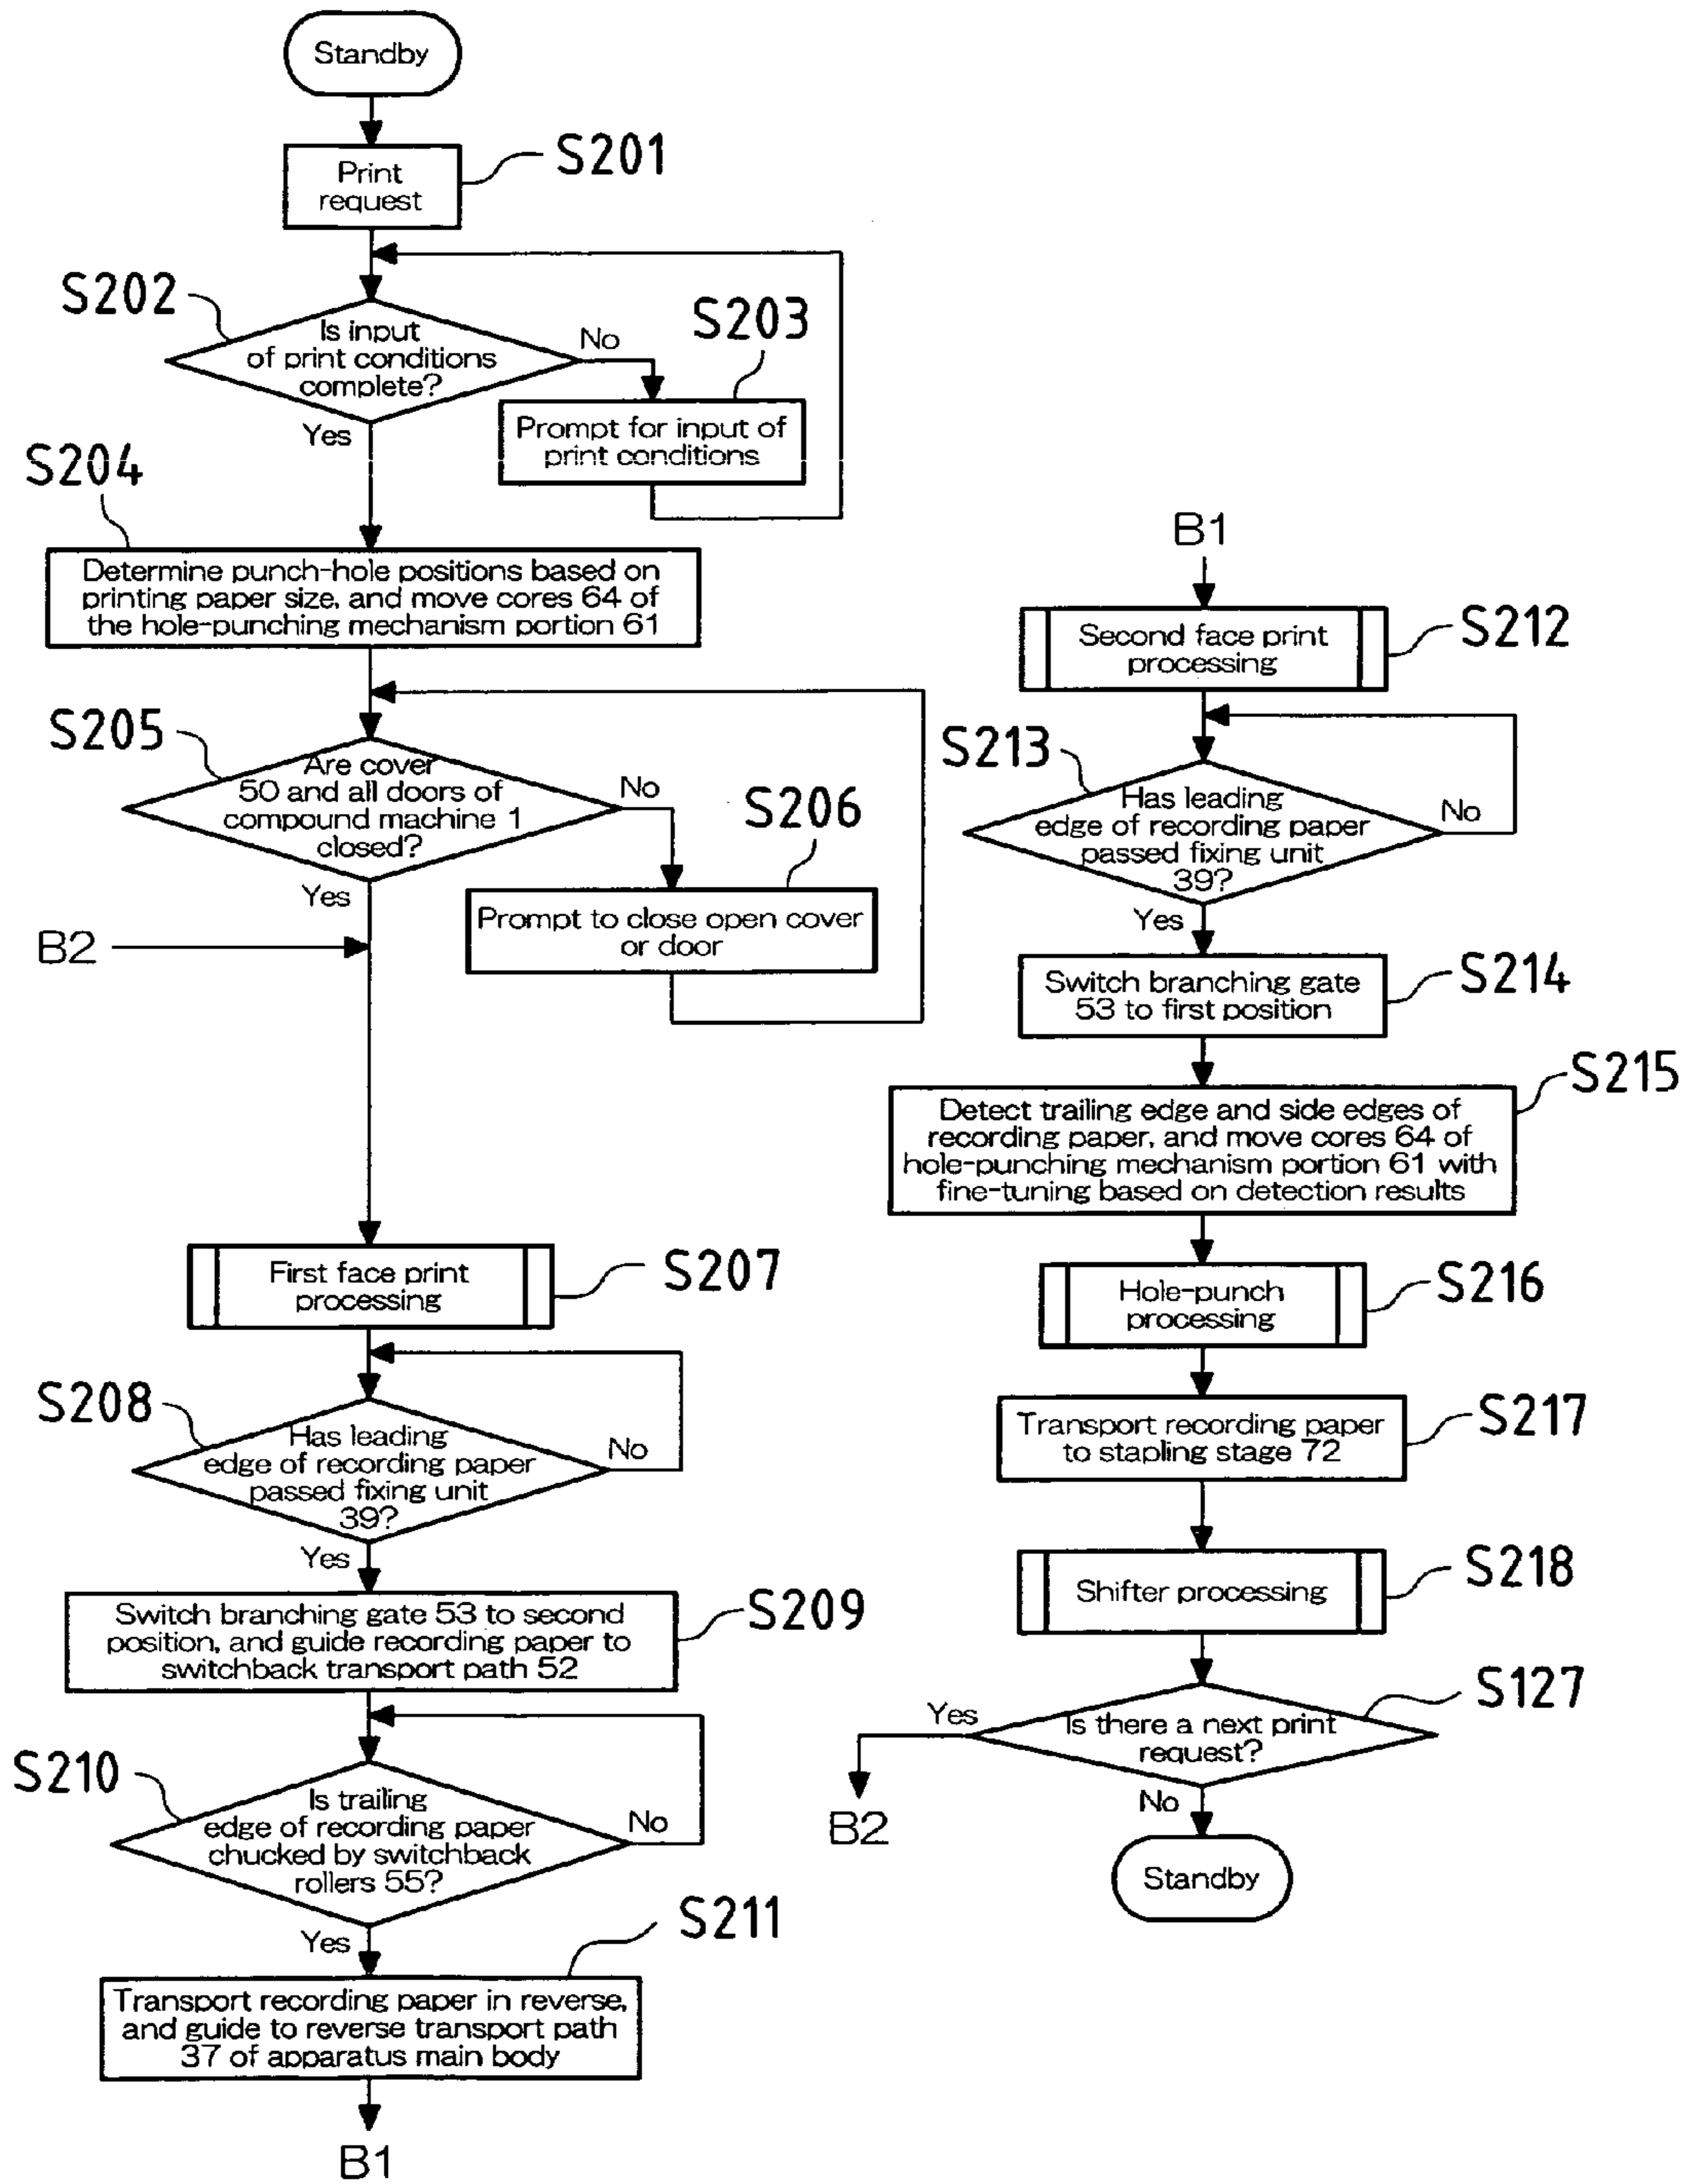 Standby
Print
request
S201
S202
Is input
of print conditions
complete?
No
Yes
S203
Prompt for input of
print conditions
S204
Determine punch-hole positions based on
printing paper size, and move cores 64 of
the hole-punching mechanism portion 61
S205
Are cover
50 and all doors of
compound machine 1
closed?
No
Yes
S206
Prompt to close open cover
or door
B2
First face print
processing
S207
S208
Has leading
edge of recording paper
passed fixing unit
39?
No
Yes
Switch branching gate 53 to second
position, and guide recording paper to
switchback transport path 52
S209
S210
Is trailing
edge of recording paper
chucked by switchback
rollers 55?
No
Yes
S211
Transport recording paper in reverse,
and guide to reverse transport path
37 of apparatus main body
B1
B1
Second face print
processing
S212
S213
Has leading
edge of recording paper
passed fixing unit
39?
No
Yes
Switch branching gate
53 to first position
S214
S215
Detect trailing edge and side edges of
recording paper, and move cores 64 of
hole-punching mechanism portion 61 with
fine-tuning based on detection results
Hole-punch
processing
S216
Transport recording paper
to stapling stage 72
S217
Shifter processing
S218
S127
Is there a next print
request?
Yes
B2
No
Standby